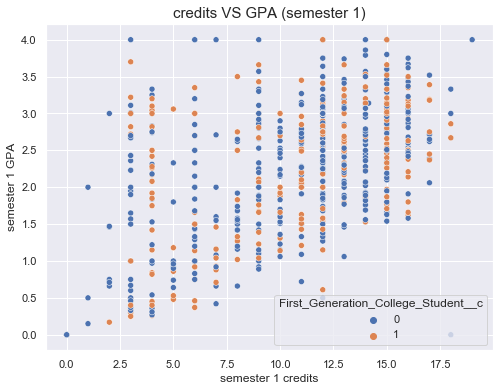 credits VS GPA (semester 1)
semester 1 GPA
4.0
3.5
3.0
2.5
2.0
1.5
1.0
0.5
0.0
First_Generation_College_Student__c
0
1
0.0 2.5 5.0 7.5 10.0 12.5 15.0 17.5
semester 1 credits